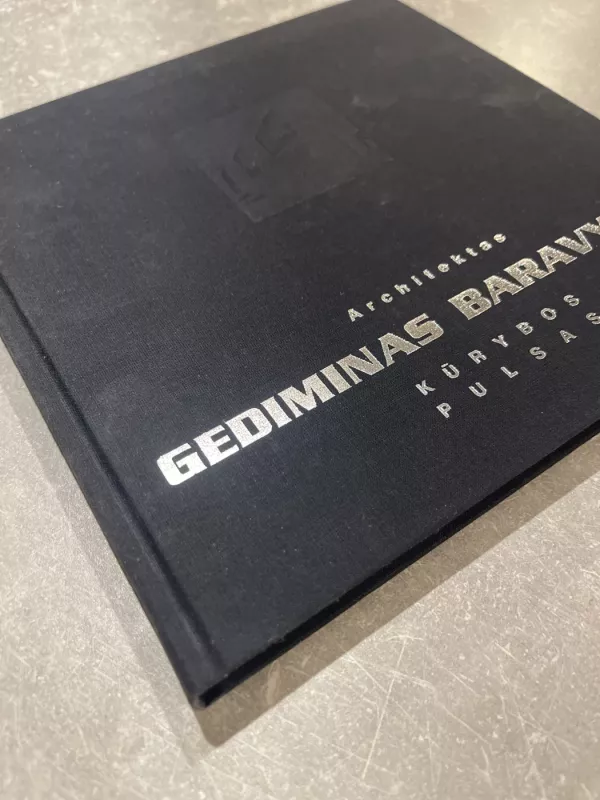 Architektas
GEDIMINAS BARAVY
KŪRYBOS
PULSAS